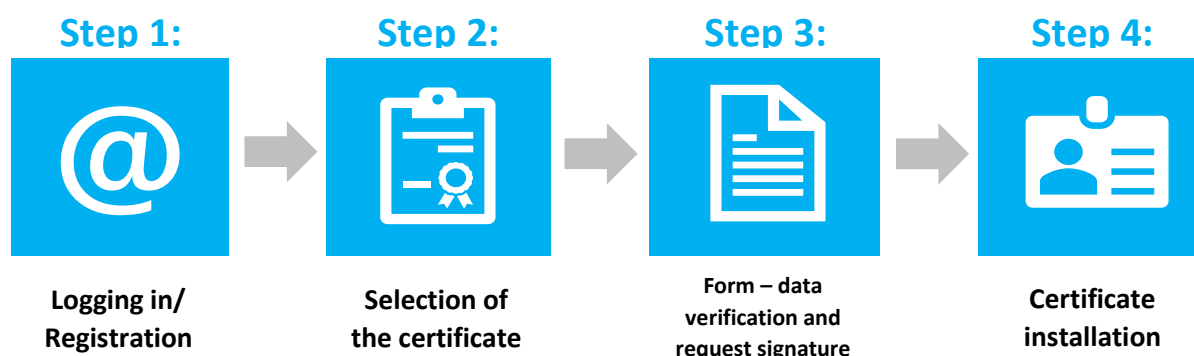 Step 1:
Step 2:
Step 3:
Step 4:
@
Logging in/
Registration
Selection of
the certificate
Form – data
verification and
request signature
Certificate
installation